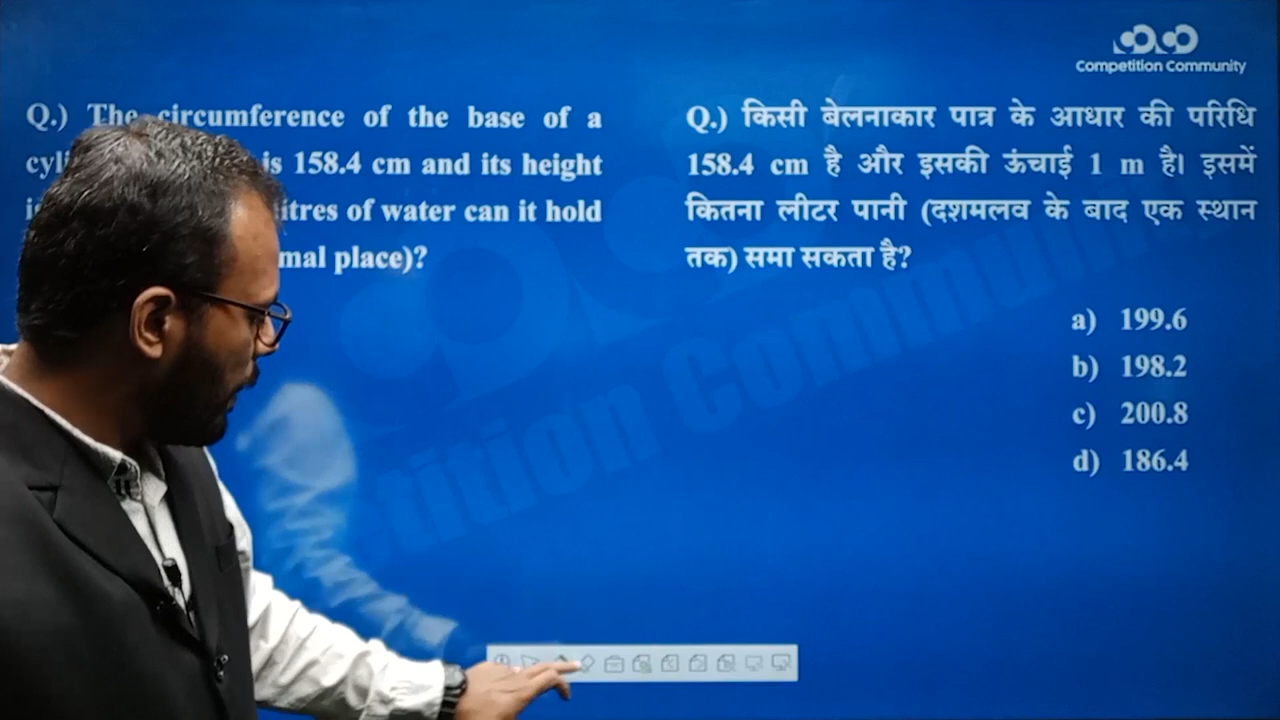 Competition Community
Q.) The circumference of the base of a
is 158.4 cm and its height
litres of water can it hold
place)?
Q.) किसी बेलनाकार पात्र के आधार की परिधि
158.4 cm है और इसकी ऊंचाई 1 m है। इसमें
कितना लीटर पानी (दशमलव के बाद एक स्थान
तक) समा सकता है?
a) 199.6
b) 198.2
c) 200.8
d) 186.4